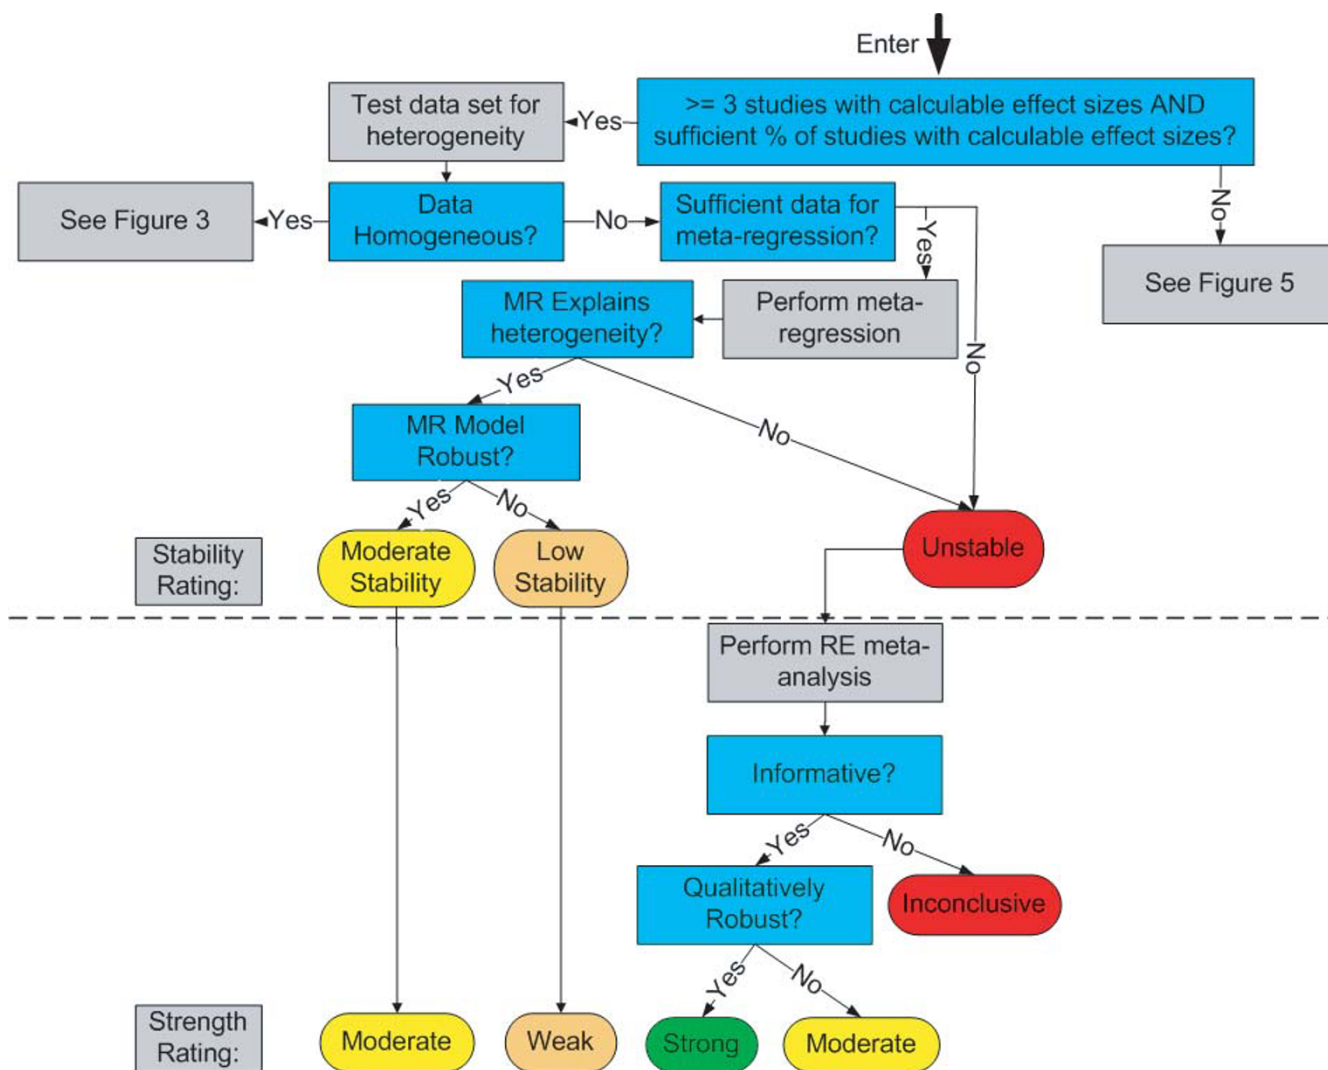 Enter
>= 3 studies with calculable effect sizes AND
sufficient % of studies with calculable effect sizes?
Yes
Test data set for
heterogeneity
No
See Figure 5
Data
Homogeneous?
Yes
See Figure 3
No
Sufficient data for
meta-regression?
Yes
No
Perform meta-
regression
MR Explains
heterogeneity?
Yes
No
MR Model
Robust?
Yes
No
Stability
Rating:
Moderate
Stability
Low
Stability
Unstable
Perform RE meta-
analysis
Informative?
Yes
No
Qualitatively
Robust?
Inconclusive
Yes
No
Strength
Rating:
Moderate
Weak
Strong
Moderate